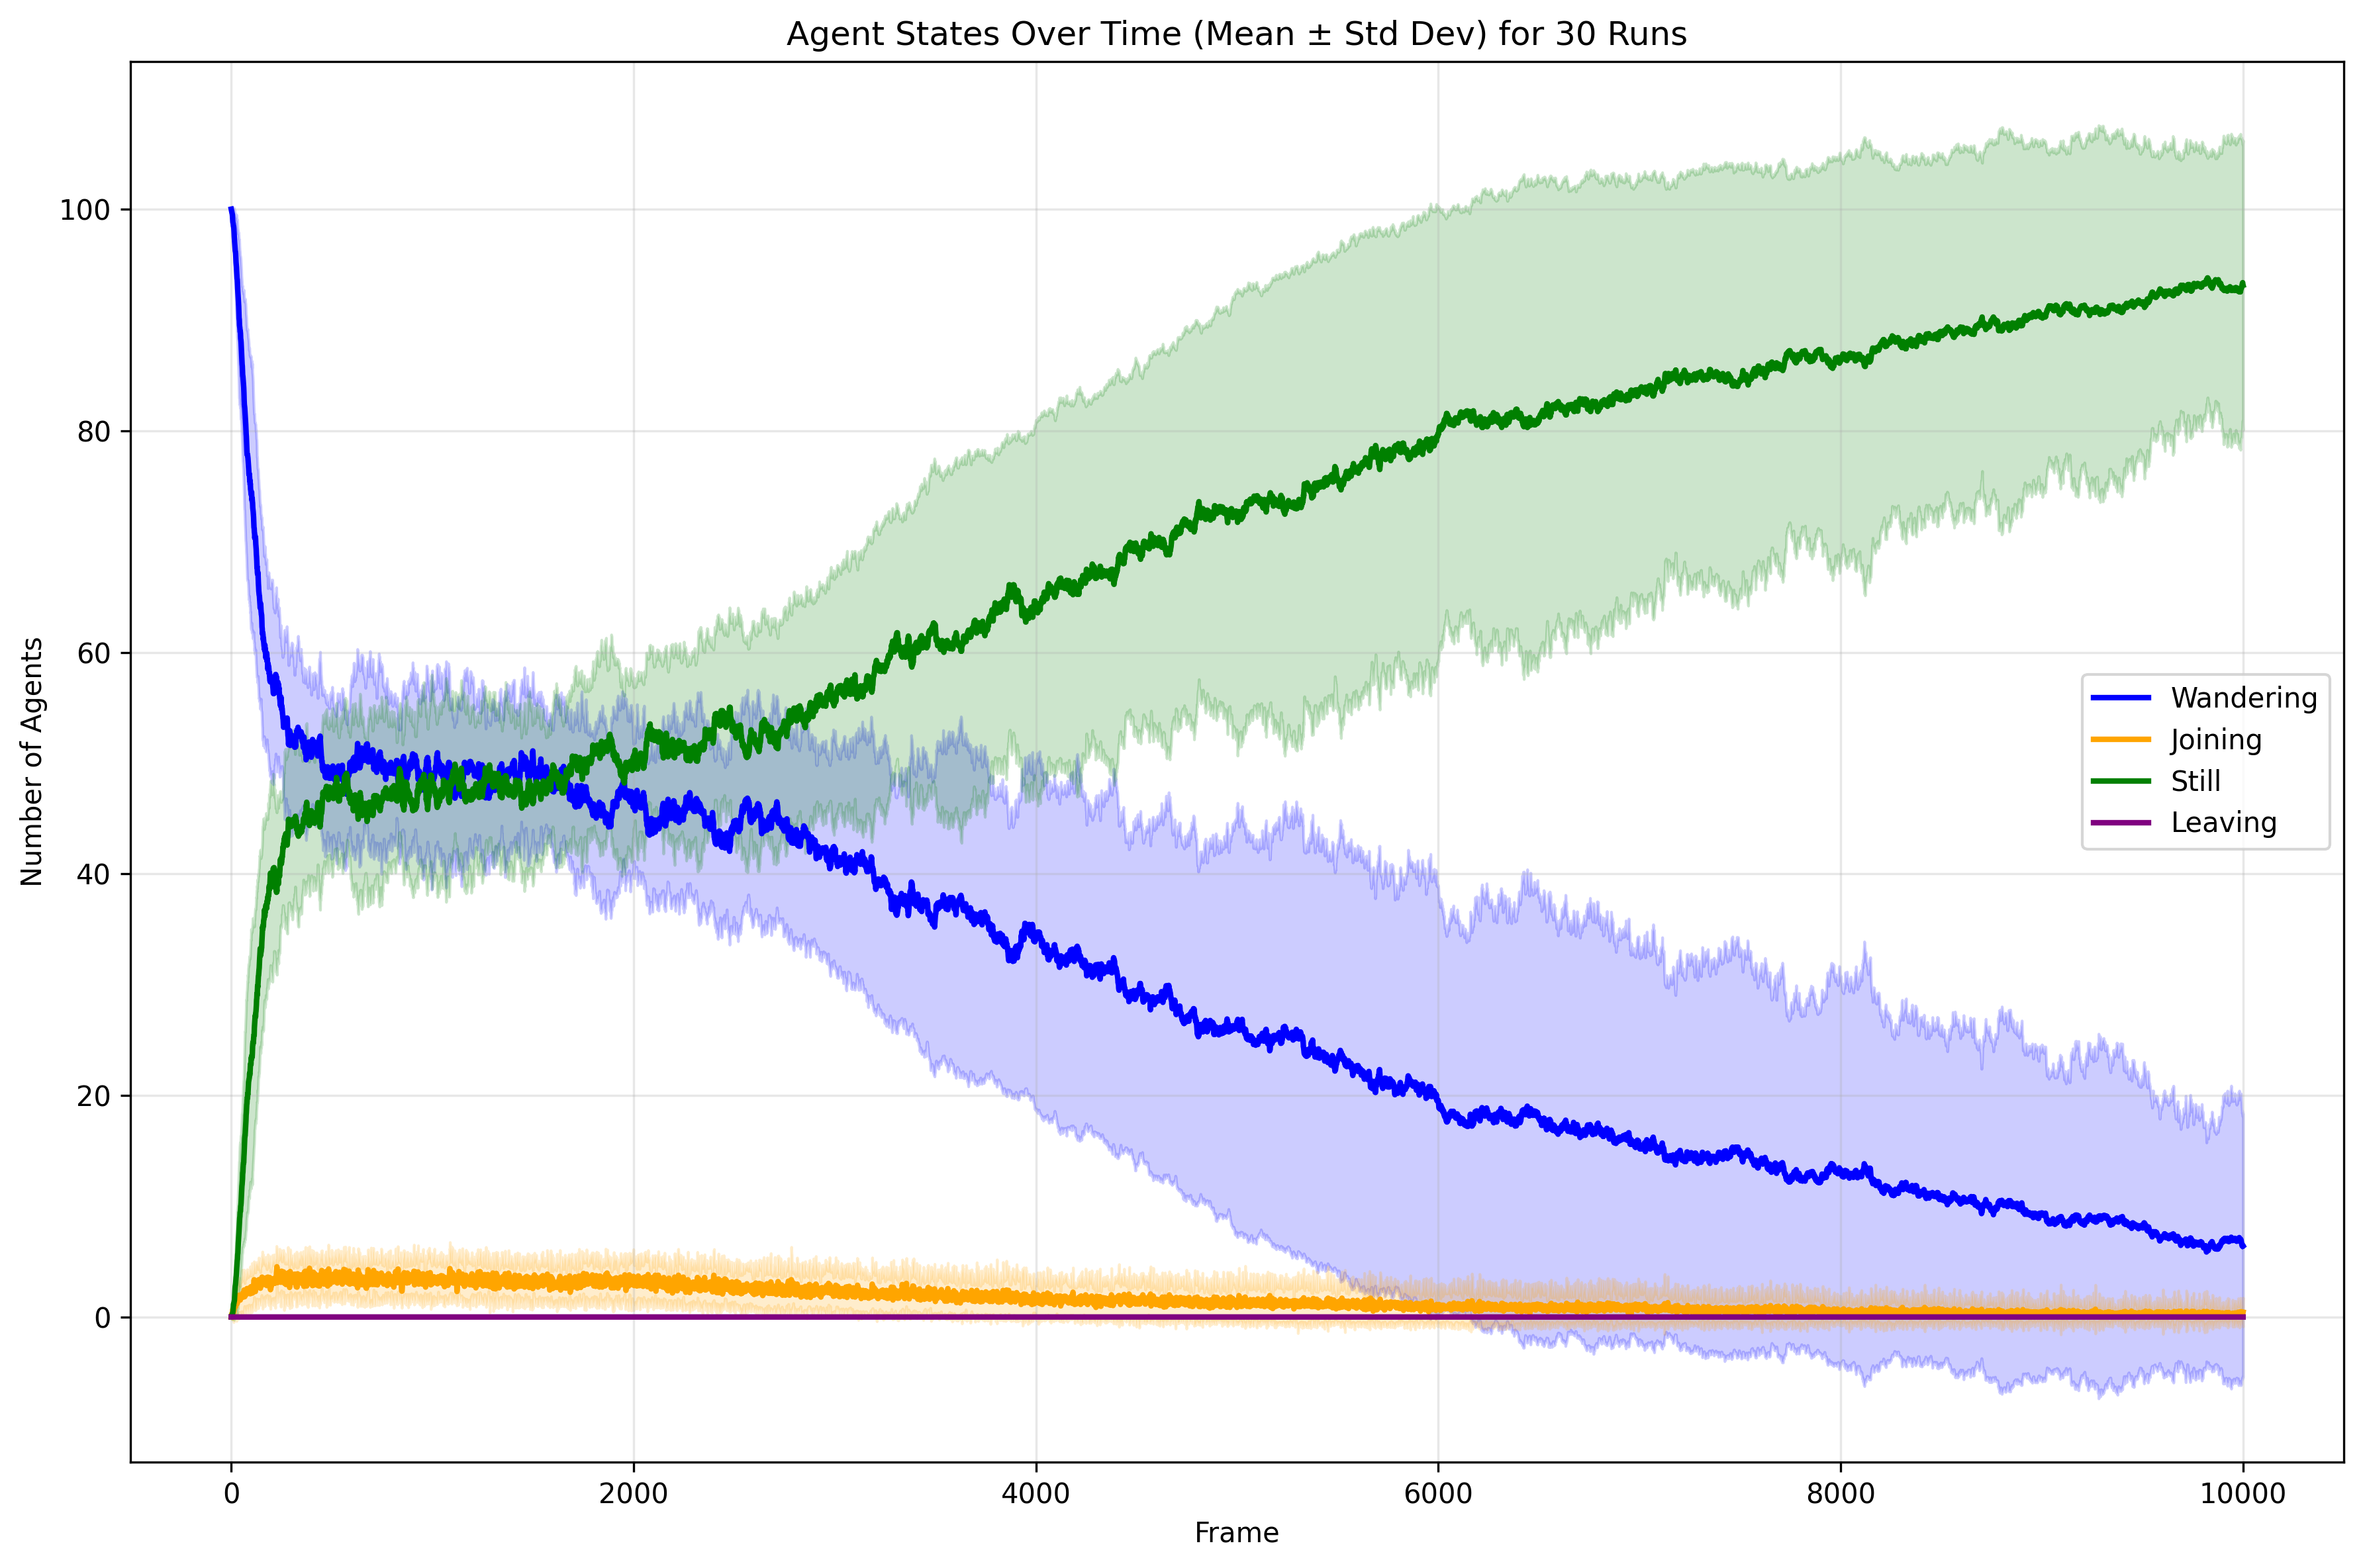 Agent States Over Time (Mean ± Std Dev) for 30 Runs
Number of Agents
100
80
60
40
20
0
Wandering
Joining
Still
Leaving
0 2000 4000 6000 8000 10000
Frame